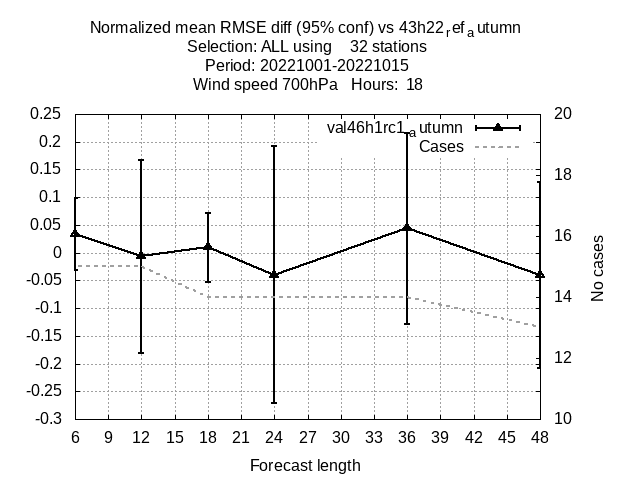 Normalized mean RMSE diff (95% conf) vs 43h22ref autumn
Selection: ALL using 32 stations
Period: 20221001-20221015
Wind speed 700hPa Hours: 18
val46h1rc1autumn
Cases
0.25
0.2
0.15
0.1
0.05
0
-0.05
-0.1
-0.15
-0.2
-0.25
-0.3
20
18
16
14
12
10
No cases
6 9 12 15 18 21 24 27 30 33 36 39 42 45 48
Forecast length